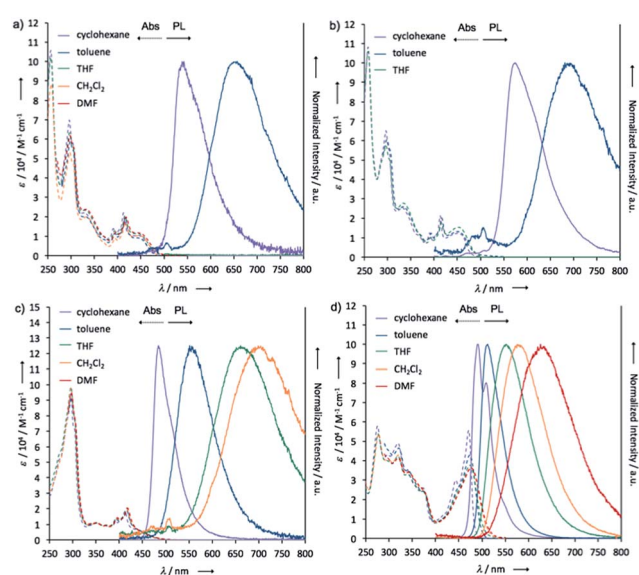 a)
Abs PL
cyclohexane
toluene
THF
CH₂Cl₂
DMF
ε / 10⁴ / M⁻¹ cm⁻¹
Normalized Intensity / a.u.
12
11
10
9
8
7
6
5
4
3
2
1
0
250 300 350 400 450 500 550 600 650 700 750 800
λ / nm
b)
Abs PL
cyclohexane
toluene
THF
ε / 10⁴ / M⁻¹ cm
Normalized Intensity / a.u.
12
11
10
9
8
7
6
5
4
3
2
1
0
250 300 350 400 450 500 550 600 650 700 750 800
λ / nm
c)
Abs PL
cyclohexane
toluene
THF
CH₂Cl₂
DMF
ε / 10⁴ / M⁻¹ cm
Normalized Intensity / a.u.
15
14
13
12
11
10
9
8
7
6
5
4
3
2
1
0
250 300 350 400 450 500 550 600 650 700 750 800
λ / nm
d)
Abs PL
cyclohexane
toluene
THF
CH₂Cl₂
DMF
ε / 10⁴ / M⁻¹ cm
Normalized Intensity / a.u.
12
11
10
9
8
7
6
5
4
3
2
1
0
250 300 350 400 450 500 550 600 650 700 750 800
λ / nm